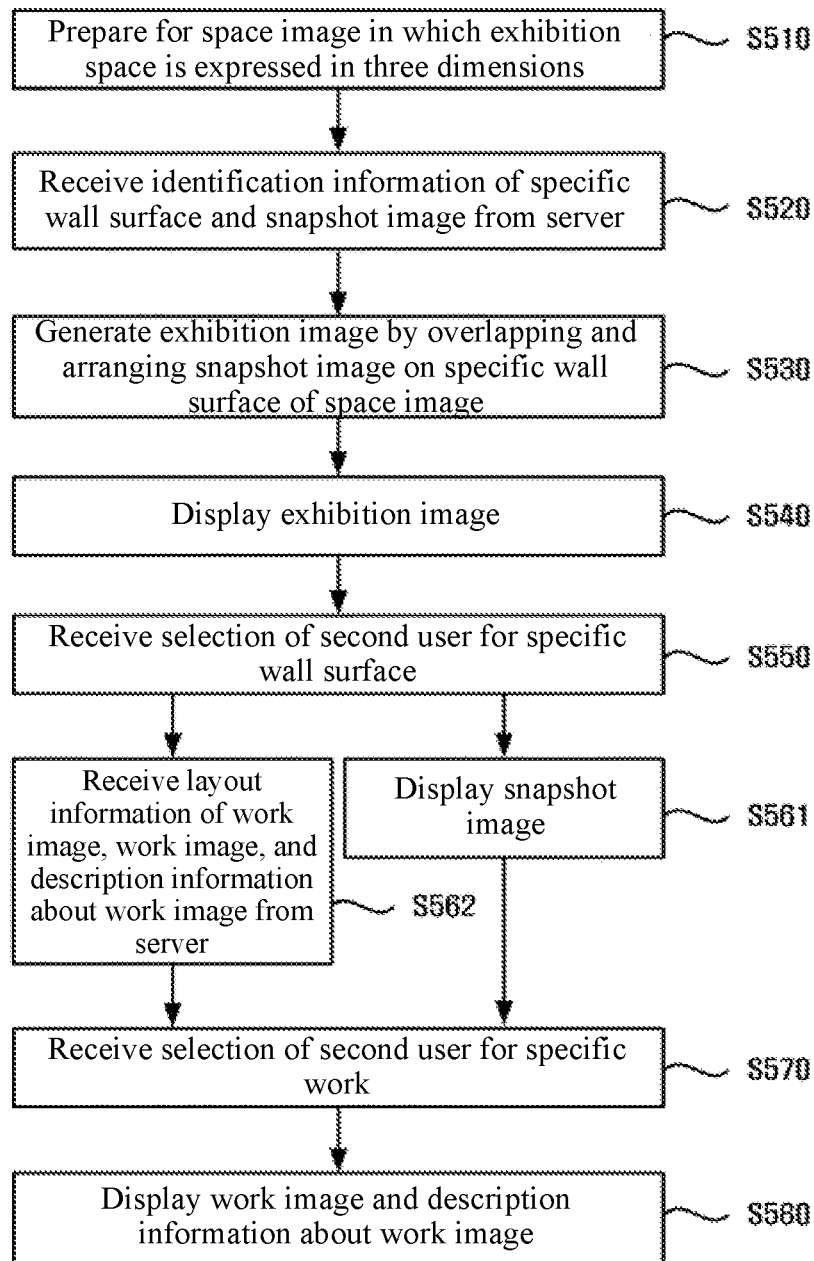 Prepare for space image in which exhibition
space is expressed in three dimensions
S510
Receive identification information of specific
wall surface and snapshot image from server
S520
Generate exhibition image by overlapping and
arranging snapshot image on specific wall
surface of space image
S530
Display exhibition image
S540
Receive selection of second user for specific
wall surface
S550
Receive layout
information of work
image, work image, and
description information
about work image from
server
S562
Display snapshot
image
S561
Receive selection of second user for specific
work
S570
Display work image and description
information about work image
S580